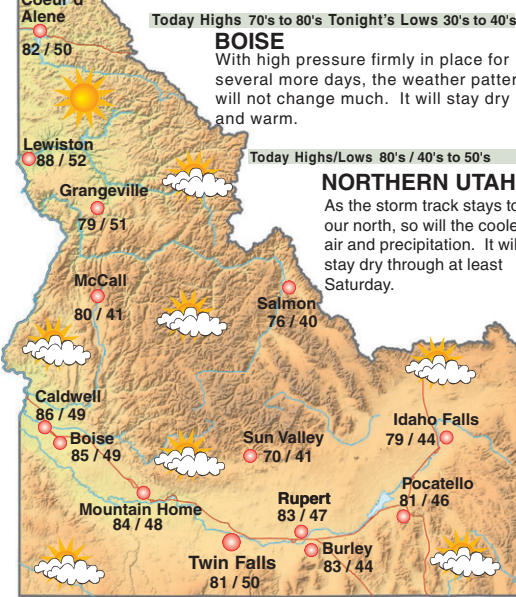 Coeur d'
Alene
82 / 50
Today Highs 70's to 80's Tonight's Lows 30's to 40's
BOISE
With high pressure firmly in place for
several more days, the weather patter
will not change much. It will stay dry
and warm.
Lewiston
88 / 52
Today Highs/Lows 80's / 40's to 50's
NORTHERN UTAH
As the storm track stays to
our north, so will the coole
air and precipitation. It wil
stay dry through at least
Saturday.
Grangeville
79 / 51
McCall
80 / 41
Salmon
76 / 40
Caldwell
86 / 49
Boise
85 / 49
Sun Valley
70 / 41
Idaho Falls
79 / 44
Mountain Home
84 / 48
Rupert
83 / 47
Pocatello
81 / 46
Twin Falls
81 / 50
Burley
83 / 44